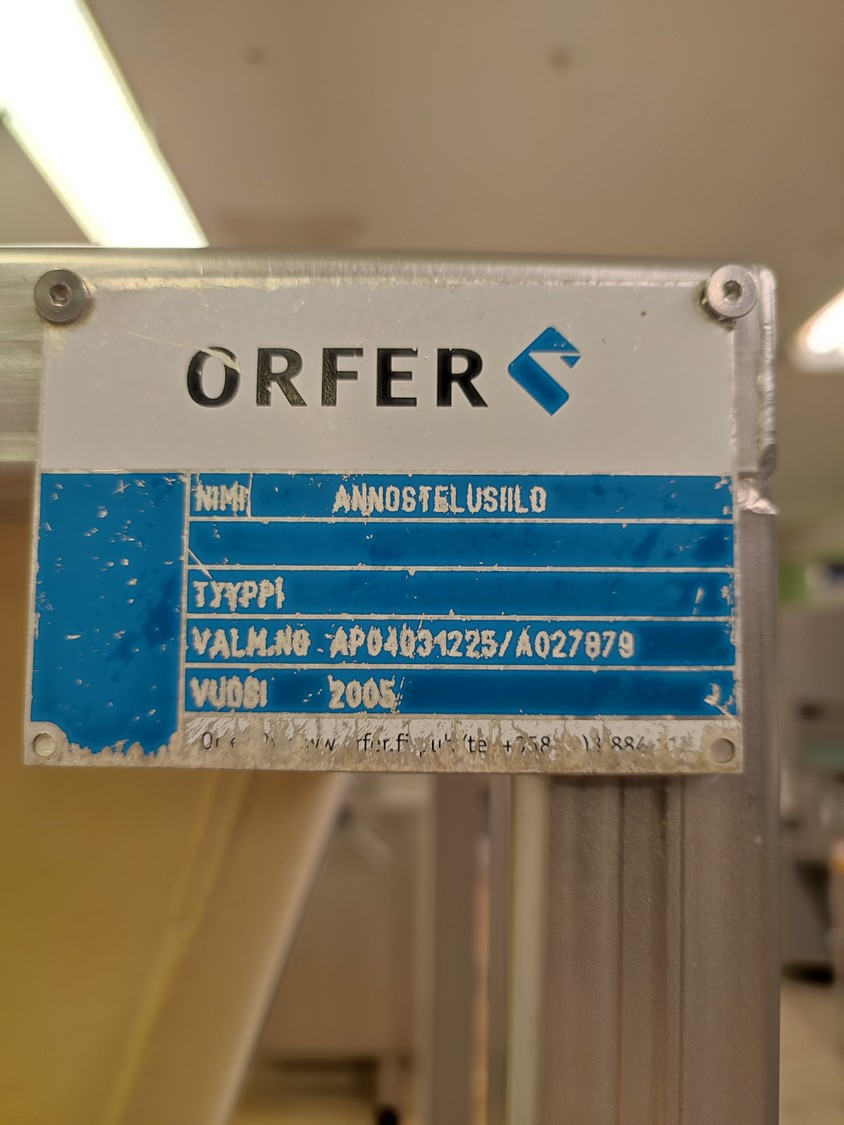 ORFER
NIMI ANNOSTELUSIILO
TYYPPI
VALM.NO AP04031225/A027879
VUOSI 2005